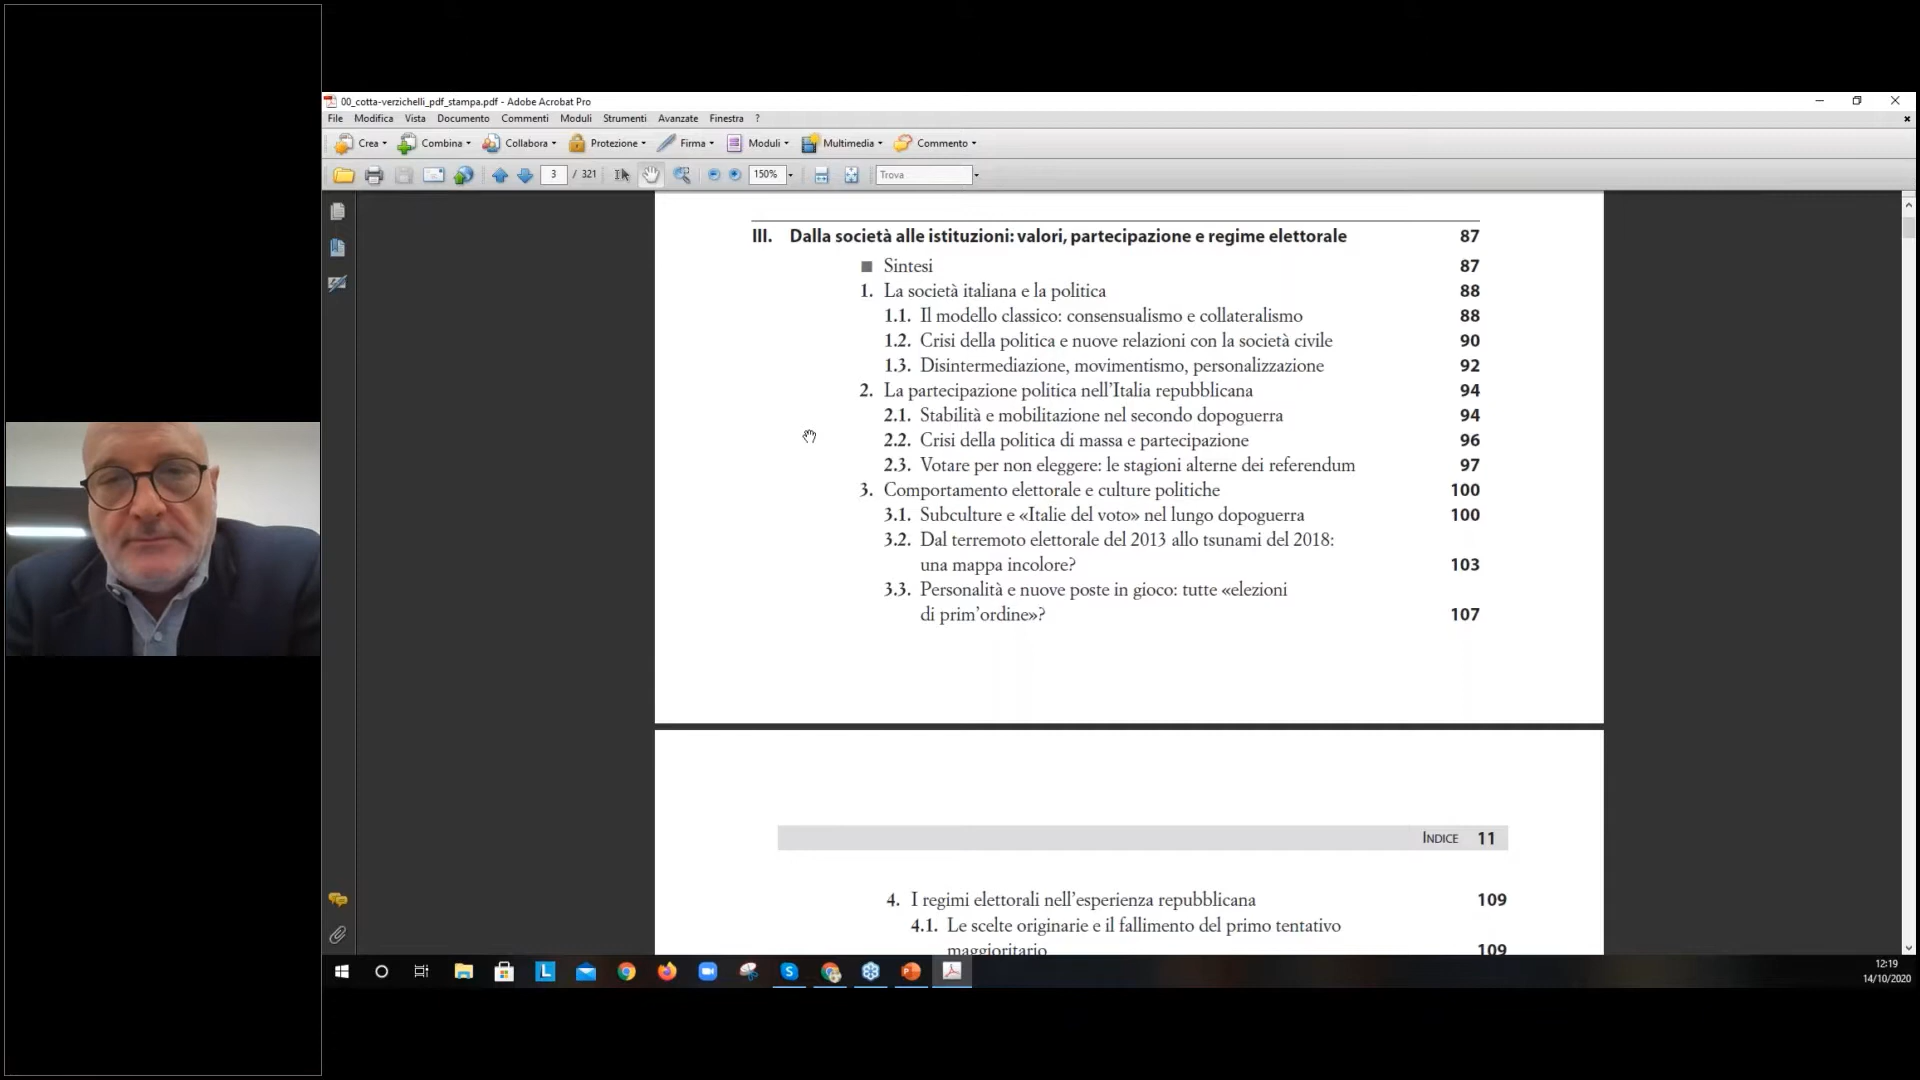 00_cotta-verzichelli_pdf_stampa.pdf - Adobe Acrobat Pro
File Modifica Vista Documento Commenti Moduli Strumenti Avanzate Finestra ?
Crea Combina Collabora Protezione Firma Moduli Multimedia Commento
3 / 321 150% Trova
III. Dalla società alle istituzioni: valori, partecipazione e regime elettorale 87
■ Sintesi 87
1. La società italiana e la politica 88
1.1. Il modello classico: consensualismo e collateralismo 88
1.2. Crisi della politica e nuove relazioni con la società civile 90
1.3. Disintermediazione, movimentismo, personalizzazione 92
2. La partecipazione politica nell'Italia repubblicana 94
2.1. Stabilità e mobilitazione nel secondo dopoguerra 94
2.2. Crisi della politica di massa e partecipazione 96
2.3. Votare per non eleggere: le stagioni alterne dei referendum 97
3. Comportamento elettorale e culture politiche 100
3.1. Subculture e «Italie del voto» nel lungo dopoguerra 100
3.2. Dal terremoto elettorale del 2013 allo tsunami del 2018:
una mappa incolore? 103
3.3. Personalità e nuove poste in gioco: tutte «elezioni
di prim'ordine»? 107
INDICE 11
4. I regimi elettorali nell'esperienza repubblicana 109
4.1. Le scelte originarie e il fallimento del primo tentativo
maggioritario 109
L S P
12:19
14/10/2020